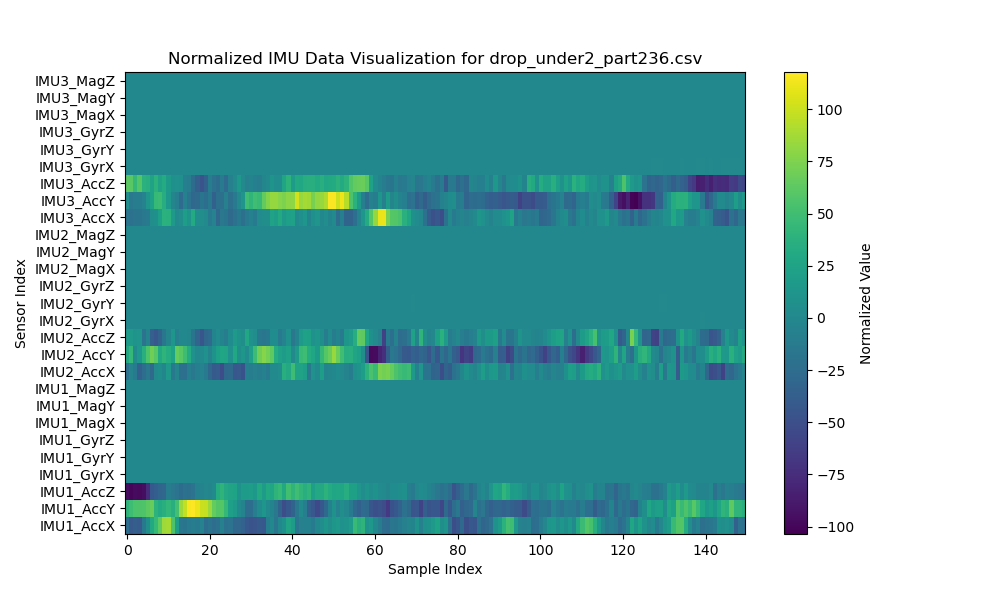 Normalized IMU Data Visualization for drop_under2_part236.csv
IMU3_MagZ
IMU3_MagY
IMU3_MagX
IMU3_GyrZ
IMU3_GyrY
IMU3_GyrX
IMU3_AccZ
IMU3_AccY
IMU3_AccX
IMU2_MagZ
IMU2_MagY
IMU2_MagX
IMU2_GyrZ
IMU2_GyrY
IMU2_GyrX
IMU2_AccZ
IMU2_AccY
IMU2_AccX
IMU1_MagZ
IMU1_MagY
IMU1_MagX
IMU1_GyrZ
IMU1_GyrY
IMU1_GyrX
IMU1_AccZ
IMU1_AccY
IMU1_AccX
Sensor Index
0 20 40 60 80 100 120 140
Sample Index
100
75
50
25
0
−25
−50
−75
−100
Normalized Value